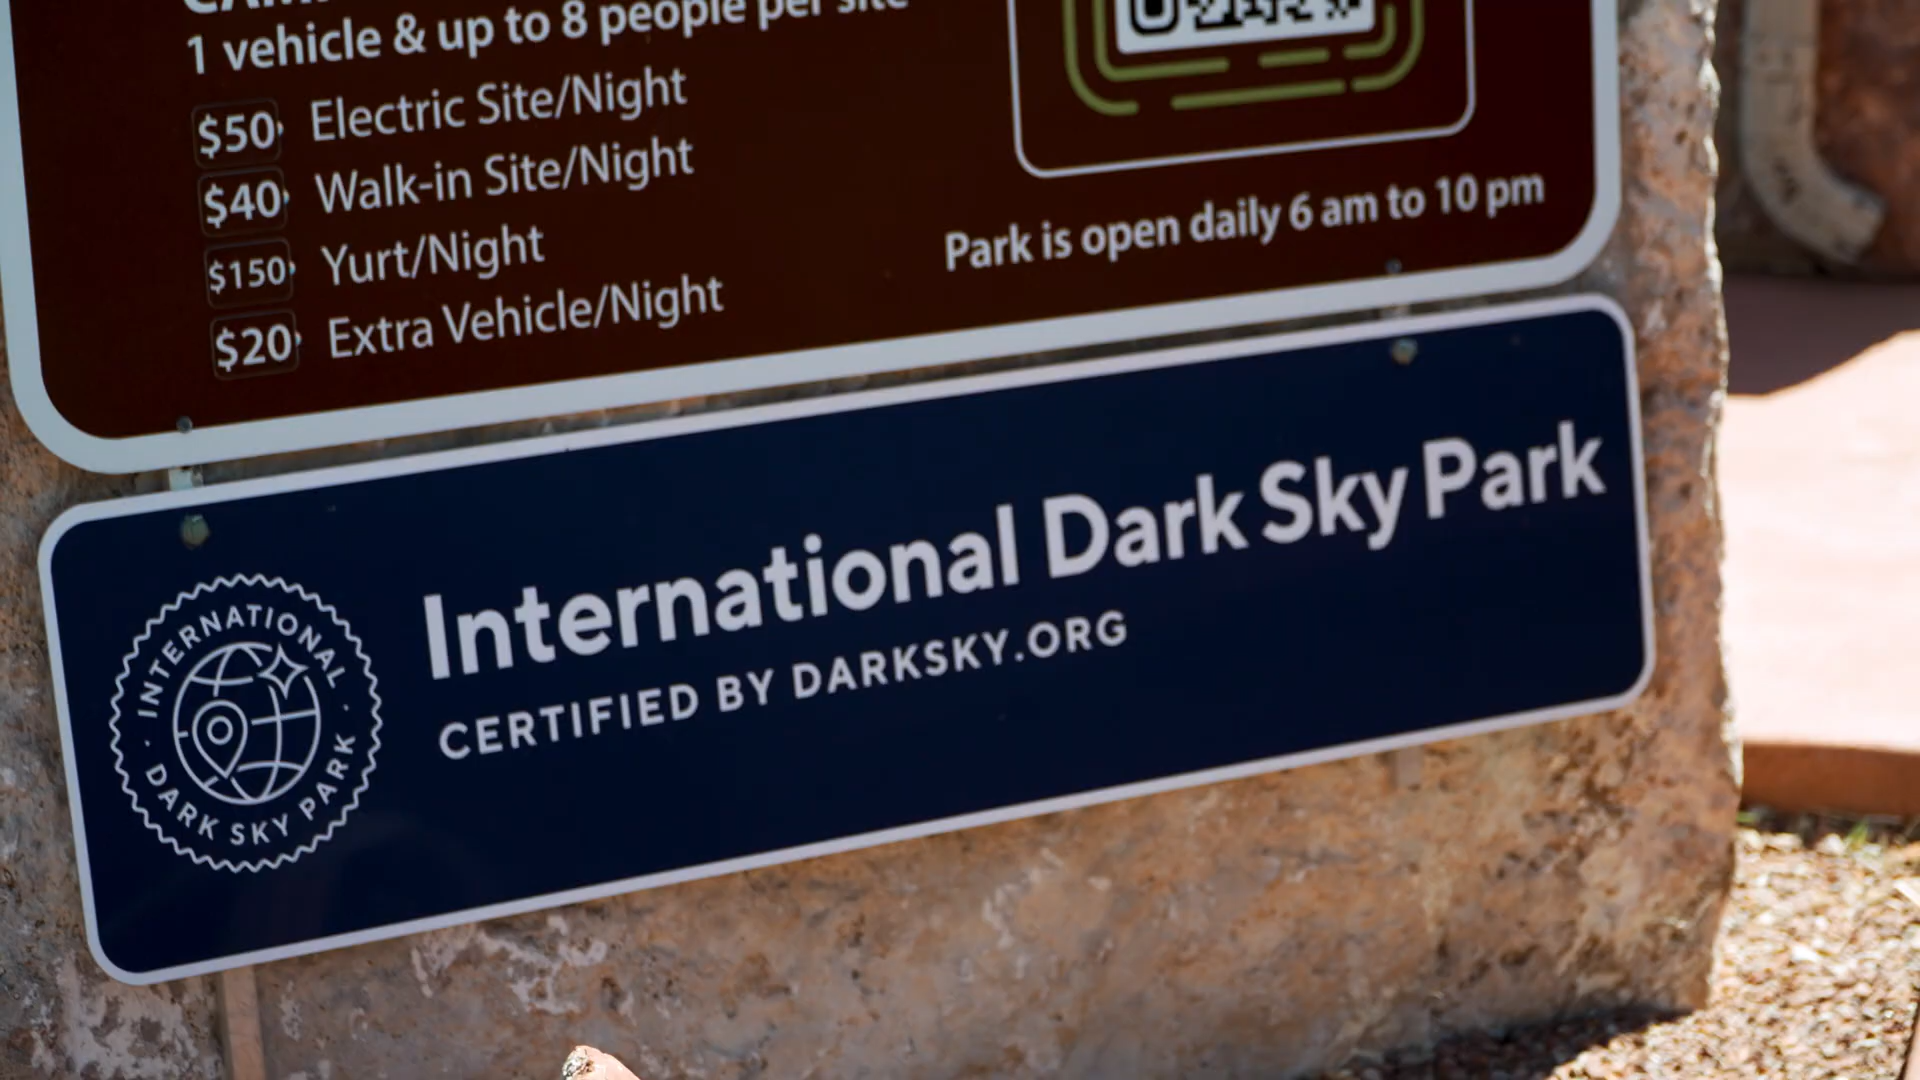 1 vehicle & up to 8 people per site
$50 Electric Site/Night
$40 Walk-in Site/Night
$150 Yurt/Night
$20 Extra Vehicle/Night
Park is open daily 6 am to 10 pm
International Dark Sky Park
CERTIFIED BY DARKSKY.ORG
INTERNATIONAL
DARK SKY PARK